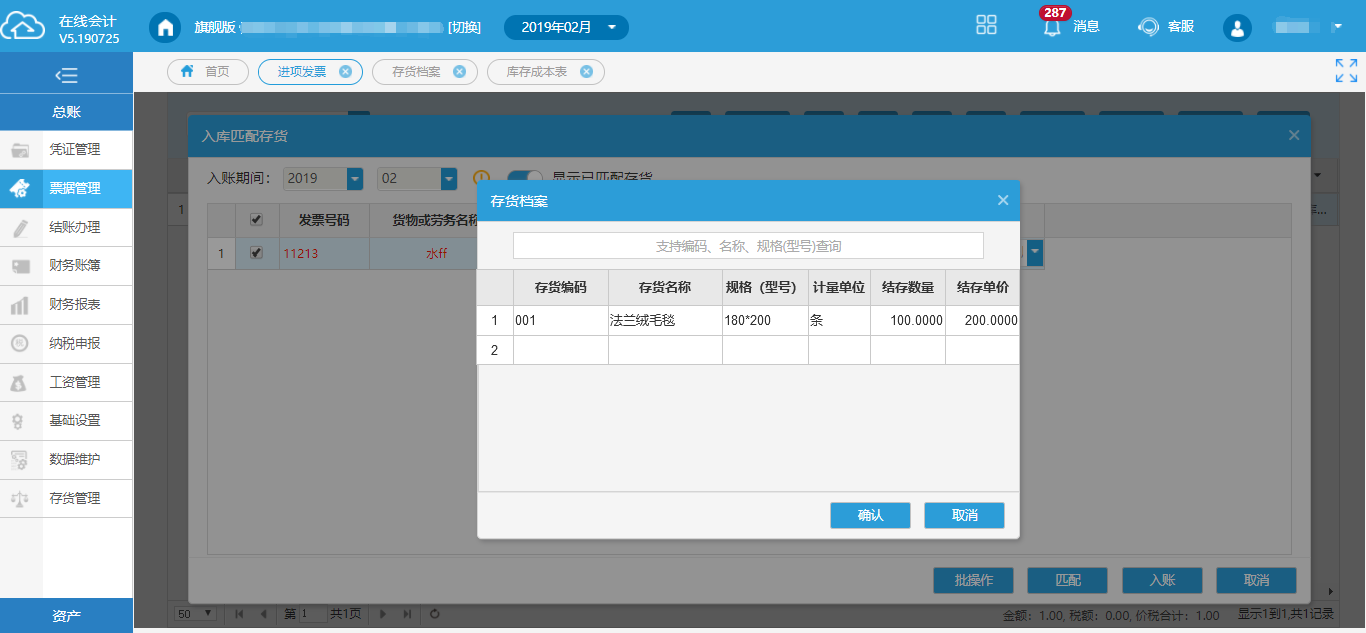 在线会计
V5.190725
旗舰版
[切换]
2019年02月
287
消息
客服
首页
进项发票
存货档案
库存成本表
总账
凭证管理
票据管理
结账办理
财务账簿
财务报表
纳税申报
工资管理
基础设置
数据维护
存货管理
资产
入库匹配存货
入账期间：
2019
02
显示已匹配存货
发票号码
货物或劳务名称
1
11213
水ff
1
存货档案
支持编码、名称、规格(型号)查询
存货编码 存货名称 规格（型号） 计量单位 结存数量 结存单价
1 001 法兰绒毛毯 180*200 条 100.0000 200.0000
2
确认
取消
批操作
匹配
入账
取消
50
第 1 共1页
金额：1.00, 税额：0.00, 价税合计：1.00
显示1到1,共1记录